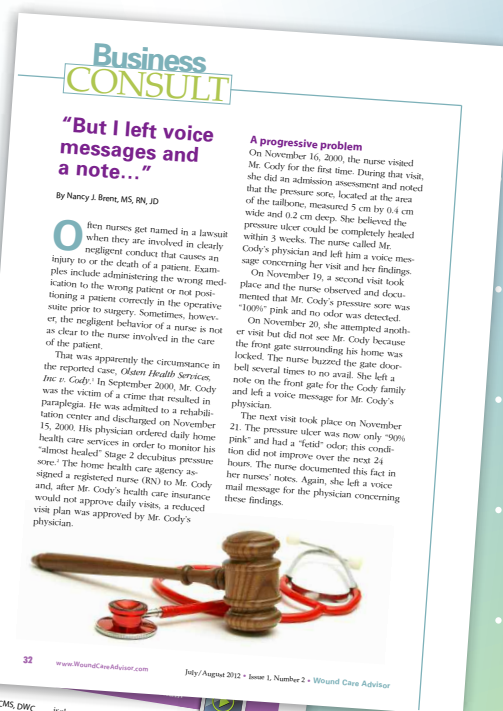 Business
CONSULT
“But I left voice
messages and
a note…”
By Nancy J. Brent, MS, RN, JD
Often nurses get named in a lawsuit
when they are involved in clearly
negligent conduct that causes an
injury to or the death of a patient. Exam-
ples include administering the wrong med-
ication to the wrong patient or not posi-
tioning a patient correctly in the operative
suite prior to surgery. Sometimes, howev-
er, the negligent behavior of a nurse is not
as clear to the nurse involved in the care
of the patient.
That was apparently the circumstance in
the reported case, Olsten Health Services,
Inc v. Cody.¹ In September 2000, Mr. Cody
was the victim of crime that resulted in
paraplegia. He was admitted to a rehabili-
tation center and discharged on November
15, 2000. His physician ordered daily home
health care services in order to monitor his
“almost healed” Stage 2 decubitus pressure
sore.² The home health care agency as-
signed a registered nurse (RN) to Mr. Cody
and, after Mr. Cody’s health care insurance
would not approve daily visits, a reduced
visit plan was approved by Mr. Cody’s
physician.
A progressive problem
On November 16, 2000, the nurse visited
Mr. Cody for the first time. During that visit,
she did an admission assessment and noted
that the pressure sore, located at the area
of the tailbone, measured 5 cm by 0.4 cm
wide and 0.2 cm deep. She believed the
pressure ulcer could be completely healed
within 3 weeks. The nurse called Mr.
Cody’s physician and left him a voice mes-
sage concerning her visit and her findings.
On November 19, a second visit took
place and the nurse observed and docu-
mented that Mr. Cody’s pressure sore was
“100%” pink and no odor was detected.
On November 20, she attempted anoth-
er visit but did not see Mr. Cody because
the front gate surrounding his home was
locked. The nurse buzzed the gate door-
bell several times to no avail. She left a
note on the front gate for the Cody family
and left a voice message for Mr. Cody’s
physician.
The next visit took place on November
21. The pressure ulcer was now only “90%
pink” and had a “fetid” odor; this condi-
tion did not improve over the next 24
hours. The nurse documented this fact in
her nurses’ notes. Again, she left a voice
mail message for the physician concerning
these findings.
32
www.WoundCareAdvisor.com
July/August 2012 • Issue 1, Number 2 • Wound Care Advisor
CMS, DWC